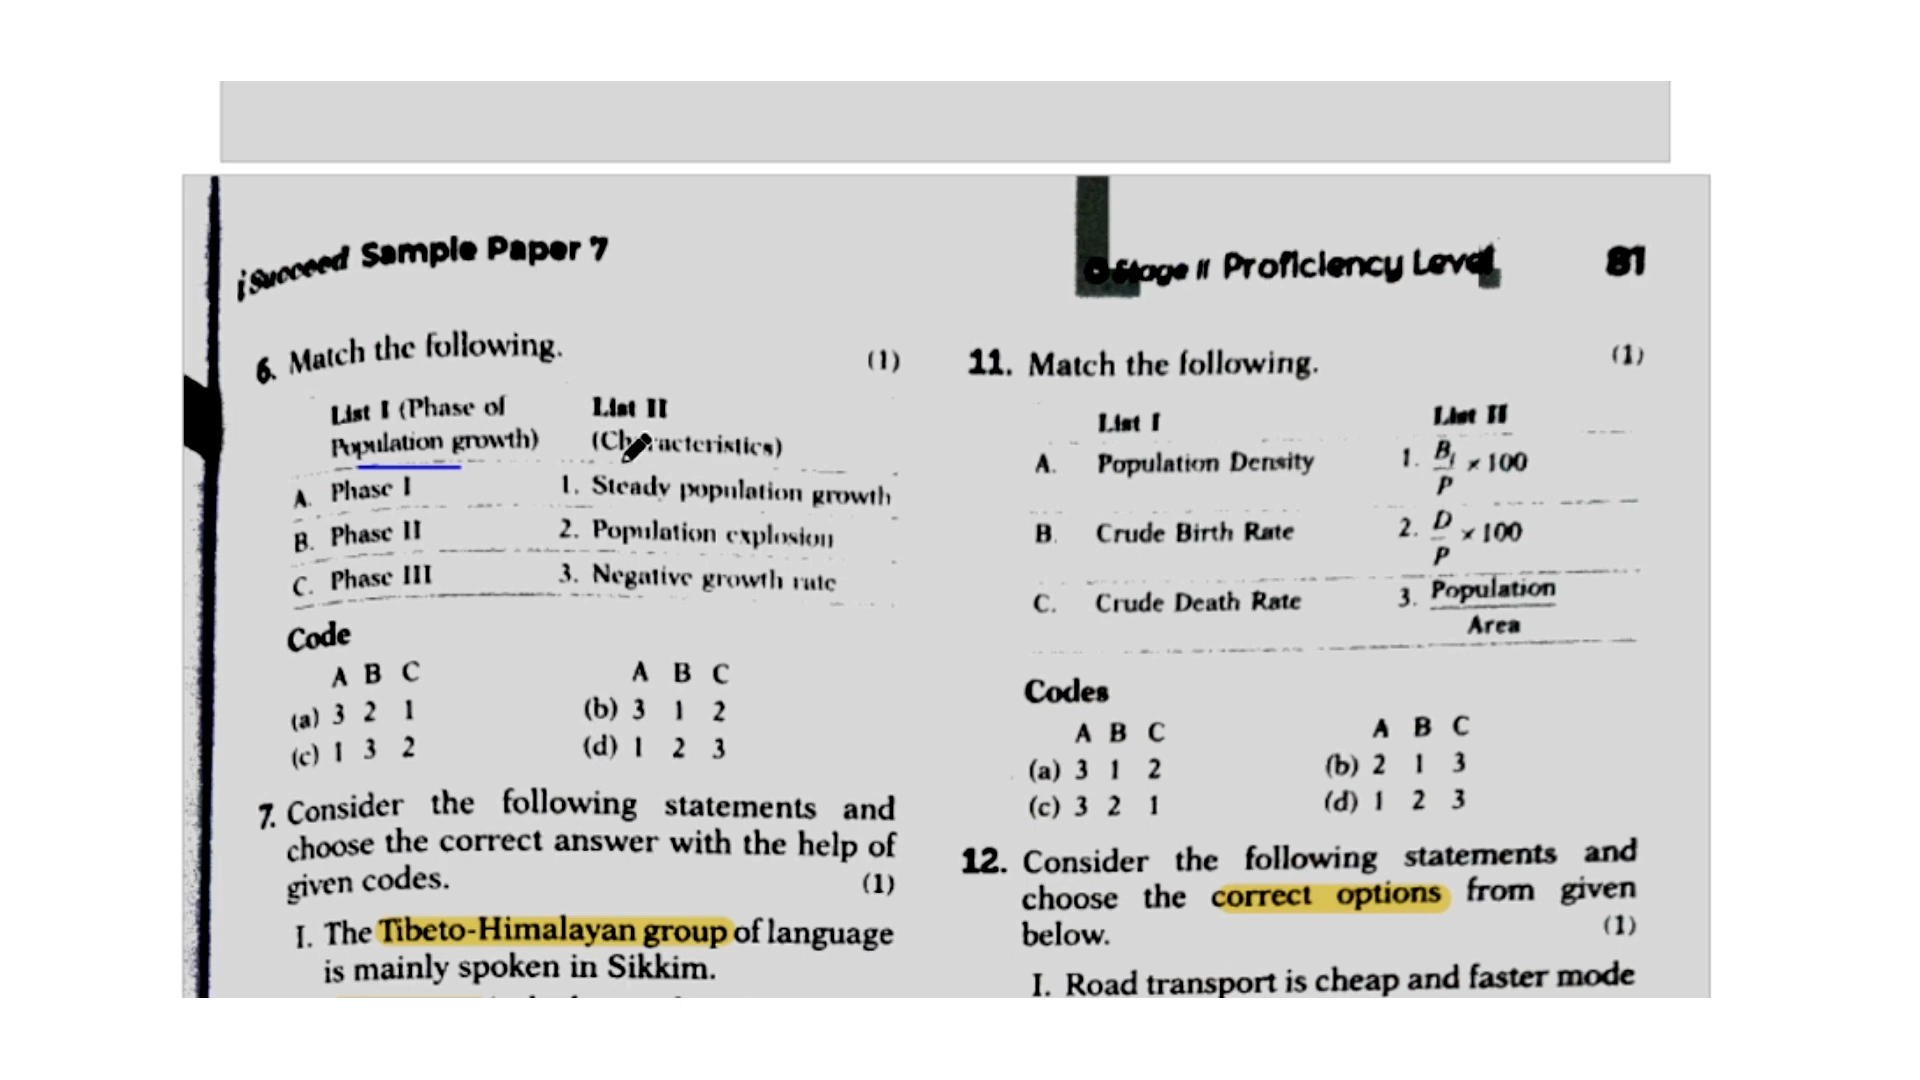 iSucceed Sample Paper 7
Stage II Proficiency Level 81
6. Match the following. (1)
List I (Phase of List II
Population growth) (Characteristics)
A. Phase I 1. Steady population growth
B. Phase II 2. Population explosion
C. Phase III 3. Negative growth rate
Code
A B C A B C
(a) 3 2 1 (b) 3 1 2
(c) 1 3 2 (d) 1 2 3
7. Consider the following statements and
choose the correct answer with the help of
given codes. (1)
I. The Tibeto-Himalayan group of language
is mainly spoken in Sikkim.
11. Match the following. (1)
List I List II
A. Population Density 1. Bi/P × 100
B. Crude Birth Rate 2. D/P × 100
C. Crude Death Rate 3. Population
Area
Codes
A B C A B C
(a) 3 1 2 (b) 2 1 3
(c) 3 2 1 (d) 1 2 3
12. Consider the following statements and
choose the correct options from given
below. (1)
I. Road transport is cheap and faster mode